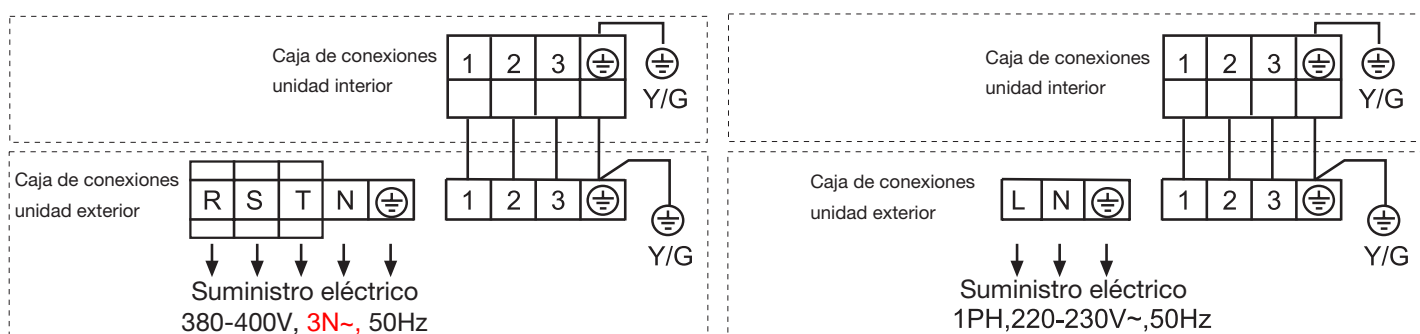 Caja de conexiones
unidad interior
1 2 3
Y/G
Caja de conexiones
unidad exterior
R S T N
1 2 3
Y/G
Suministro eléctrico
380-400V, 3N~, 50Hz
Caja de conexiones
unidad interior
1 2 3
Y/G
Caja de conexiones
unidad exterior
L N
1 2 3
Y/G
Suministro eléctrico
1PH,220-230V~,50Hz